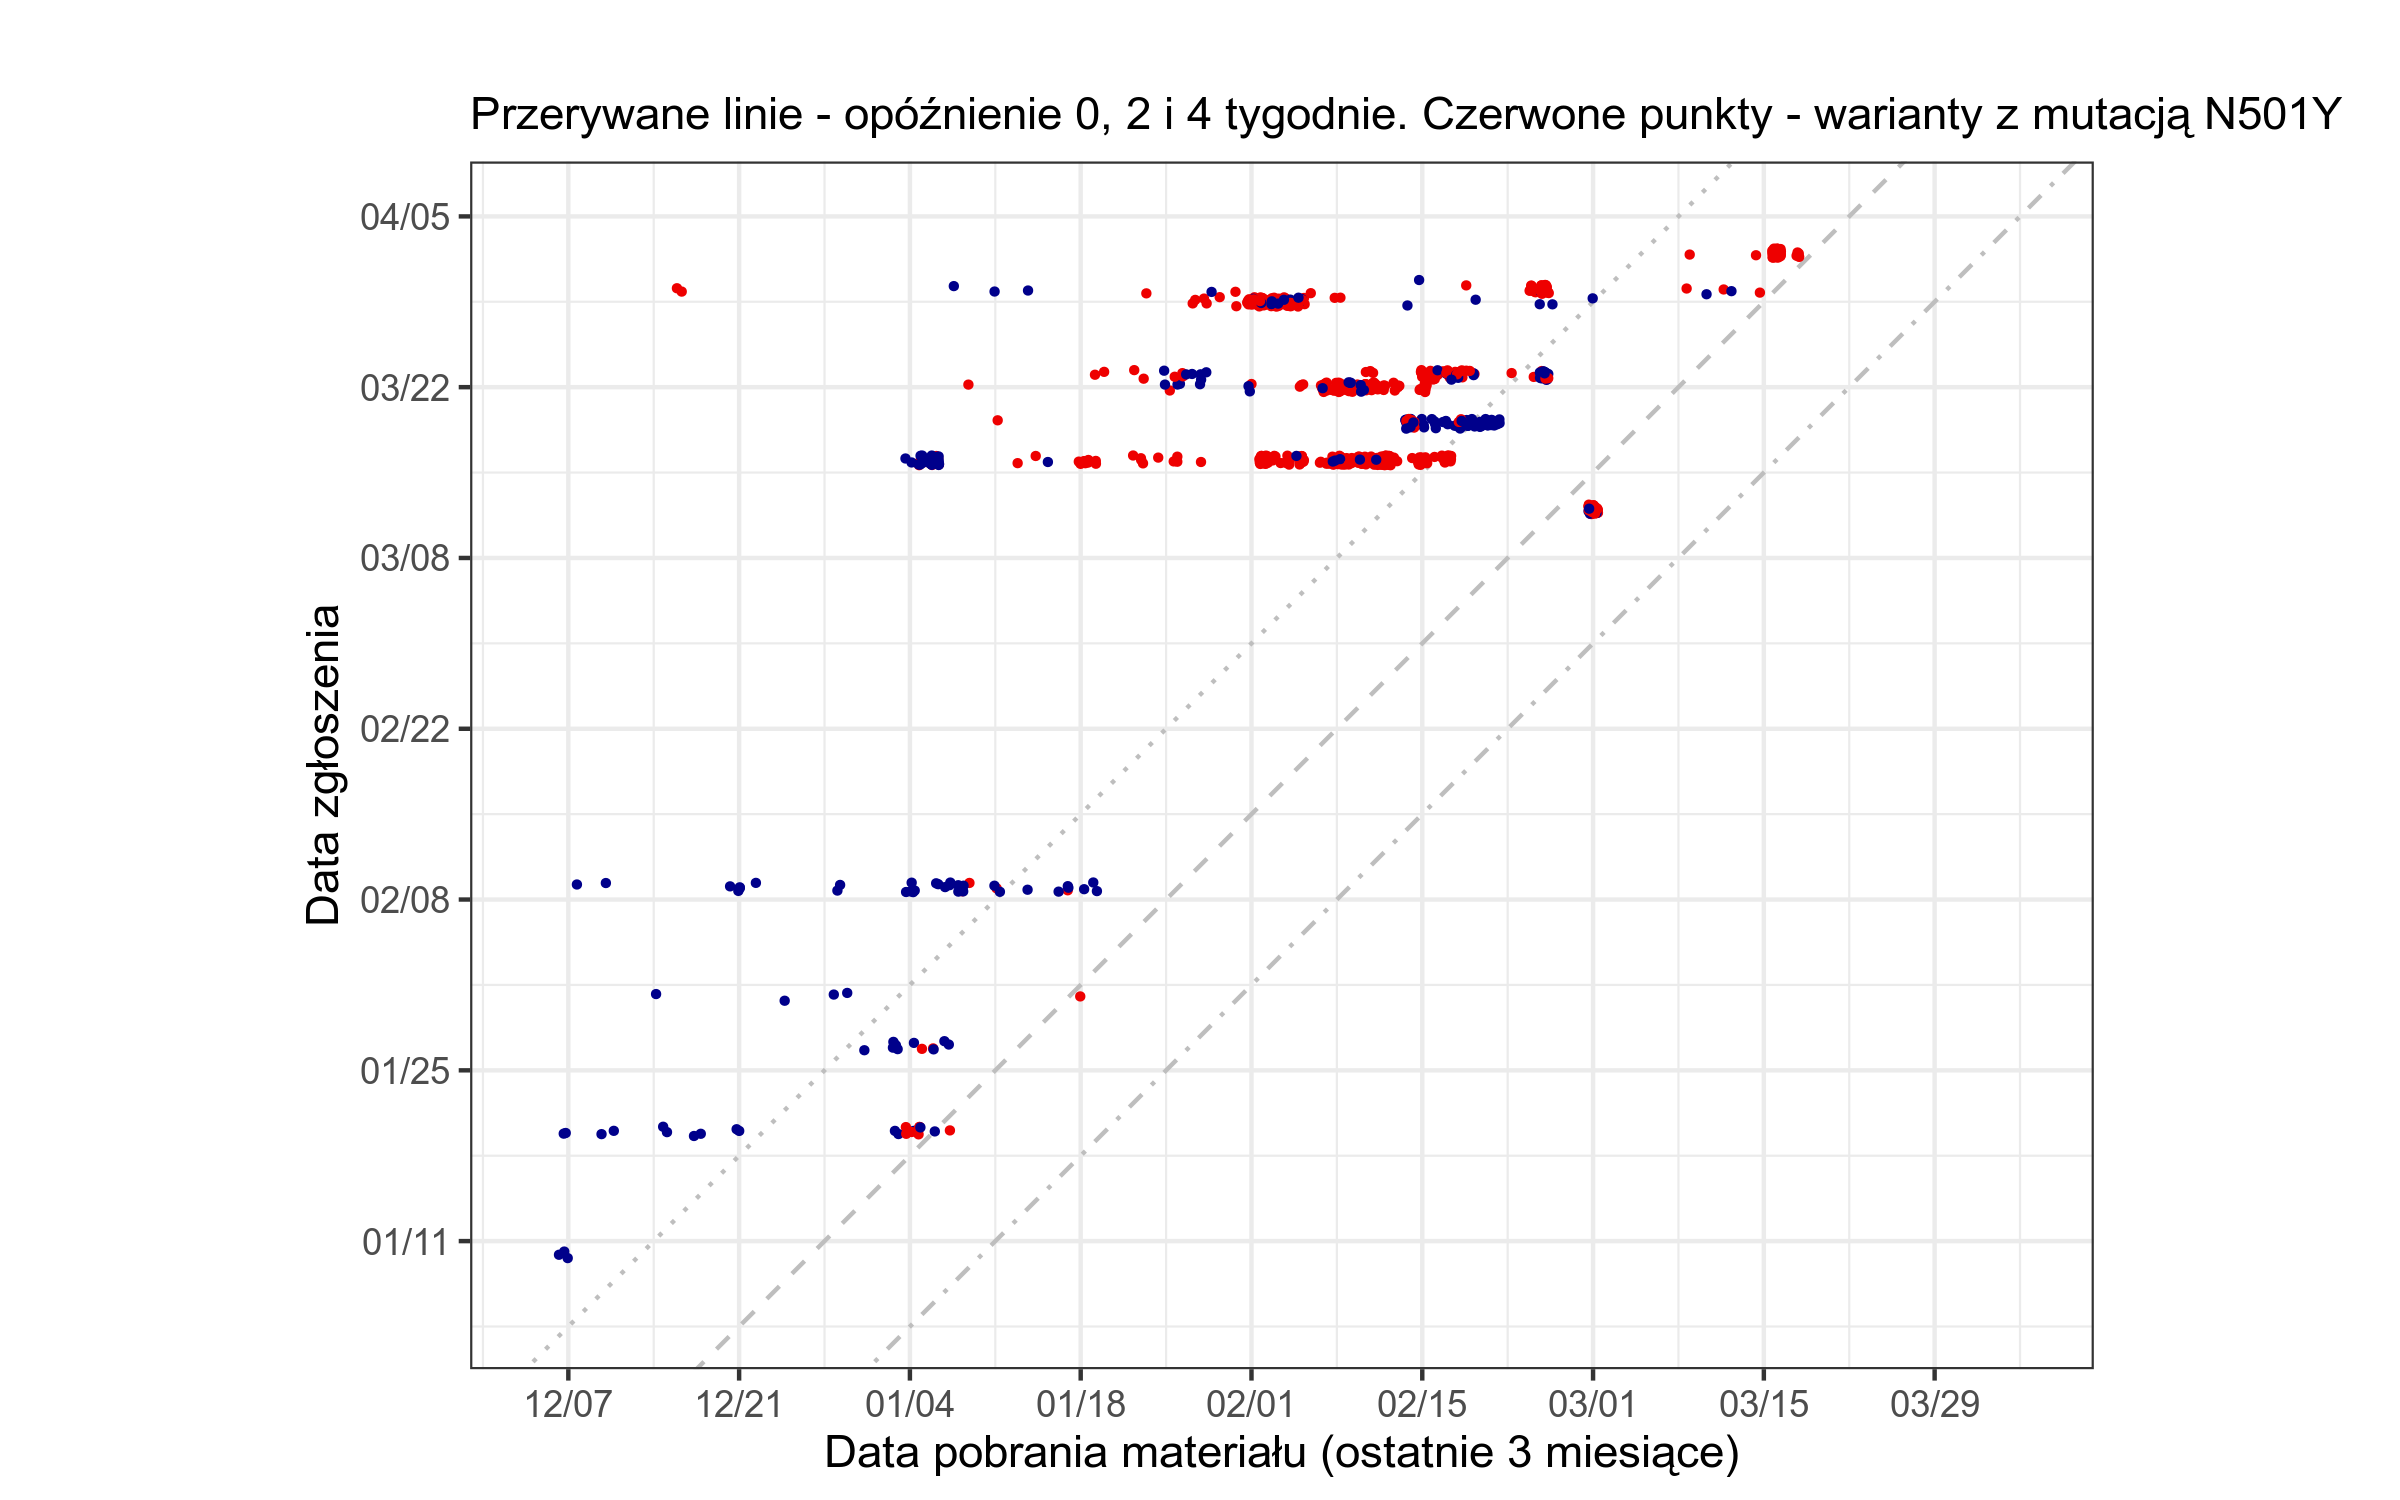 Przerywane linie - opóźnienie 0, 2 i 4 tygodnie. Czerwone punkty - warianty z mutacją N501Y
04/05
03/22
03/08
02/22
02/08
01/25
01/11
Data zgłoszenia
12/07 12/21 01/04 01/18 02/01 02/15 03/01 03/15 03/29
Data pobrania materiału (ostatnie 3 miesiące)